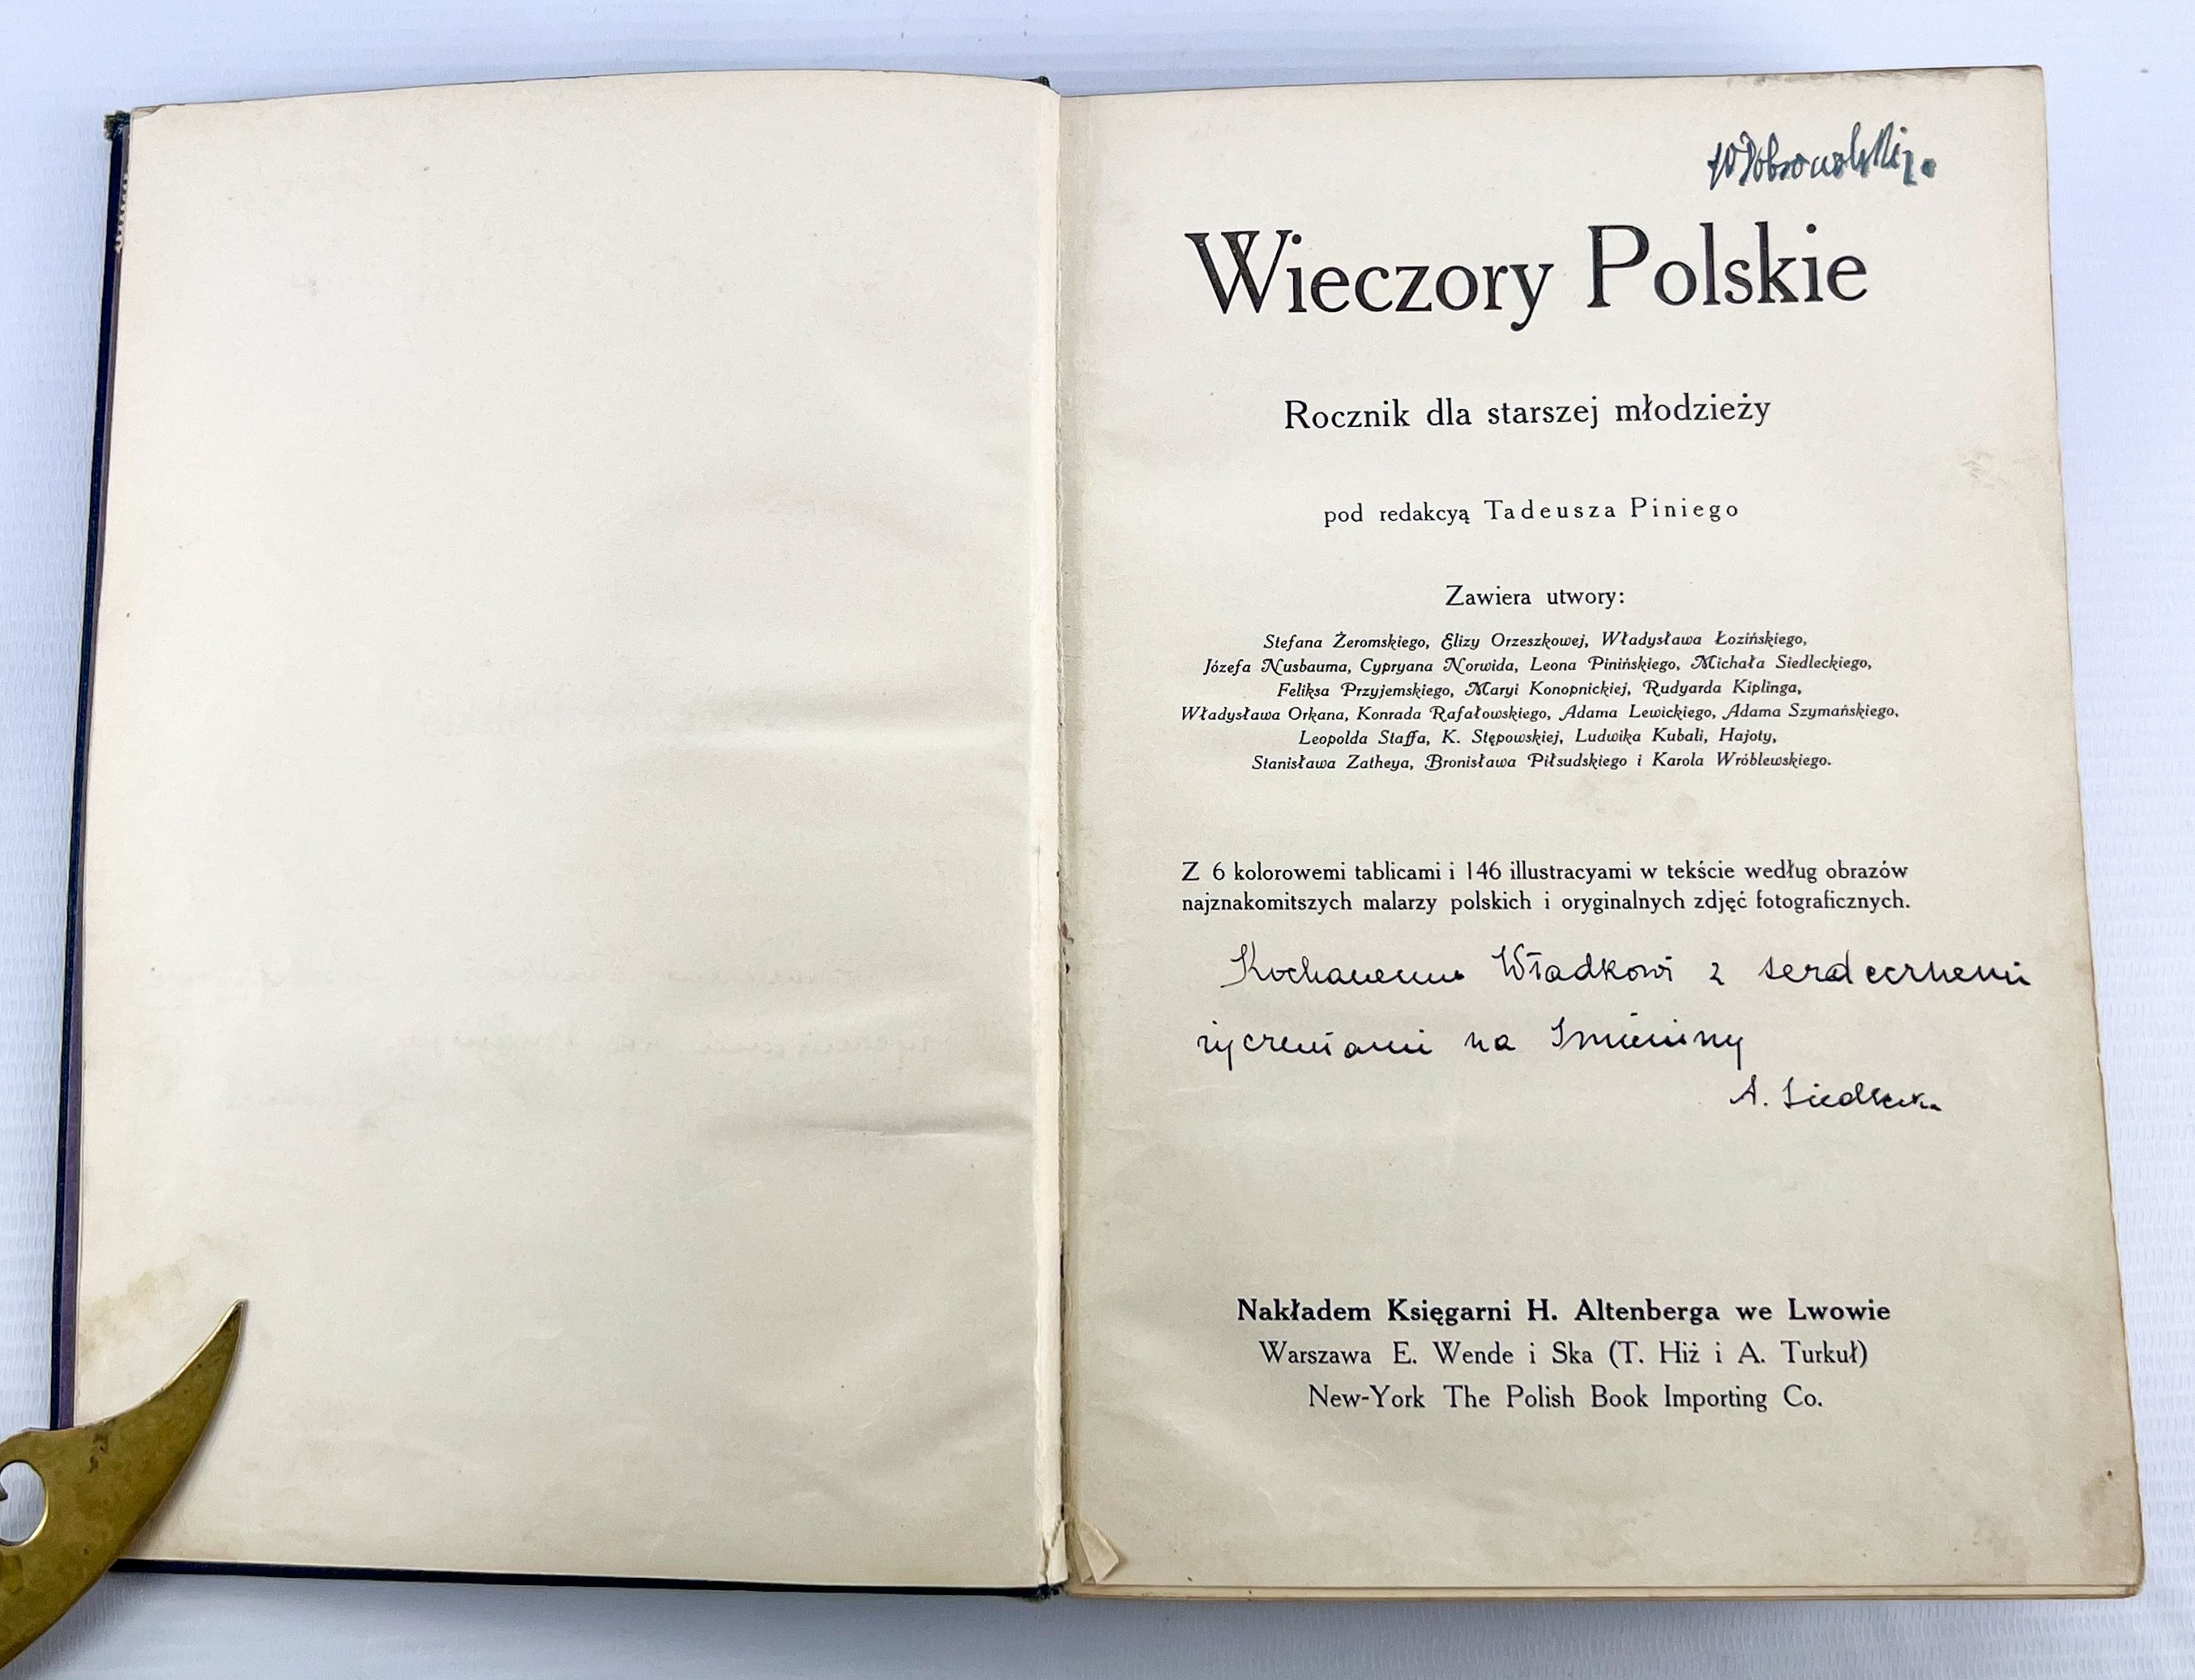 WDobrowolski.
Wieczory Polskie
Rocznik dla starszej młodzieży
pod redakcyą Tadeusza Piniego
Zawiera utwory:
Stefana Żeromskiego, Elizy Orzeszkowej, Władysława Łozińskiego,
Józefa Nusbauma, Cypryana Norwida, Leona Pinińskiego, Michała Siedleckiego,
Feliksa Przyjemskiego, Maryi Konopnickiej, Rudyarda Kiplinga,
Władysława Orkana, Konrada Rafałowskiego, Adama Lewickiego, Adama Szymańskiego,
Leopolda Staffa, K. Stępowskiej, Ludwika Kubali, Hajoty,
Stanisława Zatheya, Bronisława Piłsudskiego i Karola Wróblewskiego.
Z 6 kolorowemi tablicami i 146 illustracyami w tekście według obrazów
najznakomitszych malarzy polskich i oryginalnych zdjęć fotograficznych.
Kochanemu Władkowi z serdecznemi
życzeniami na Imieniny
A. Siedlecka
Nakładem Księgarni H. Altenberga we Lwowie
Warszawa E. Wende i Ska (T. Hiż i A. Turkuł)
New-York The Polish Book Importing Co.